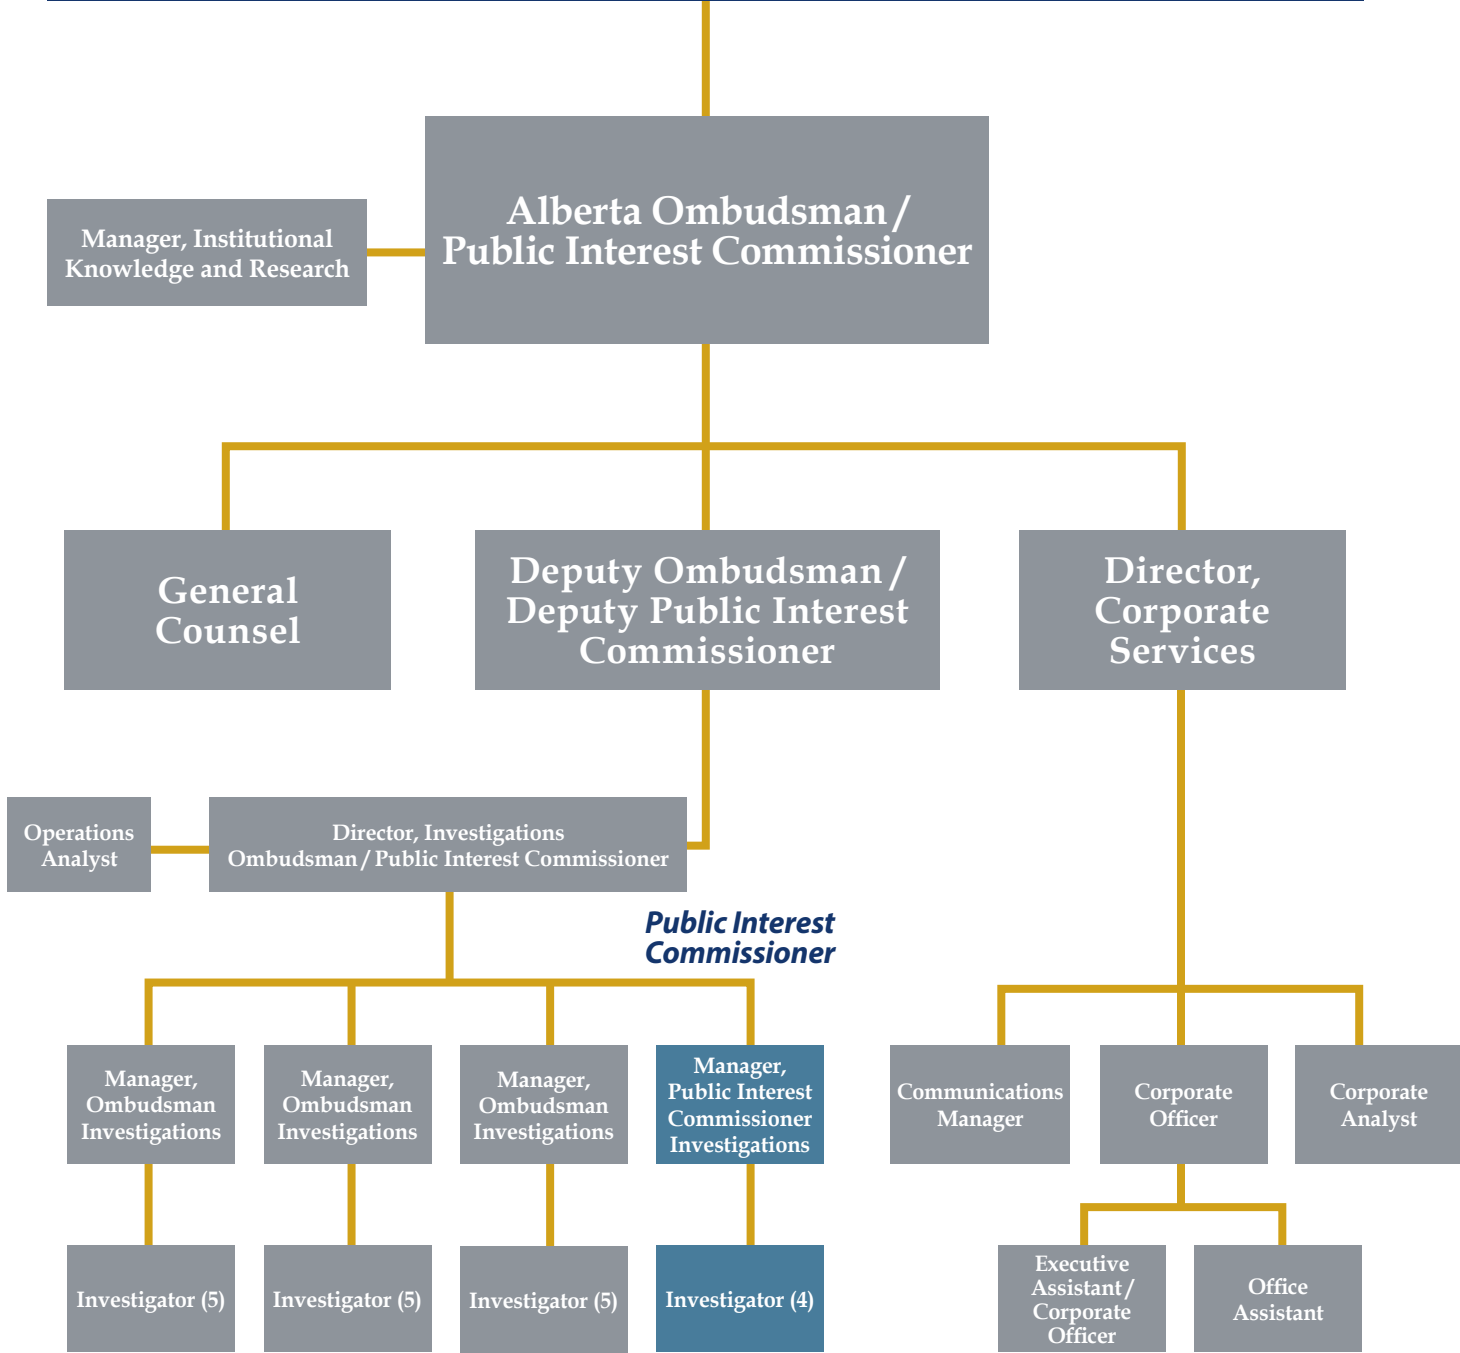 Alberta Ombudsman /
Public Interest Commissioner
Manager, Institutional
Knowledge and Research
General
Counsel
Deputy Ombudsman /
Deputy Public Interest
Commissioner
Director,
Corporate
Services
Operations
Analyst
Director, Investigations
Ombudsman / Public Interest Commissioner
Public Interest
Commissioner
Manager,
Ombudsman
Investigations
Manager,
Ombudsman
Investigations
Manager,
Ombudsman
Investigations
Manager,
Public Interest
Commissioner
Investigations
Communications
Manager
Corporate
Officer
Corporate
Analyst
Investigator (5)
Investigator (5)
Investigator (5)
Investigator (4)
Executive
Assistant /
Corporate
Officer
Office
Assistant